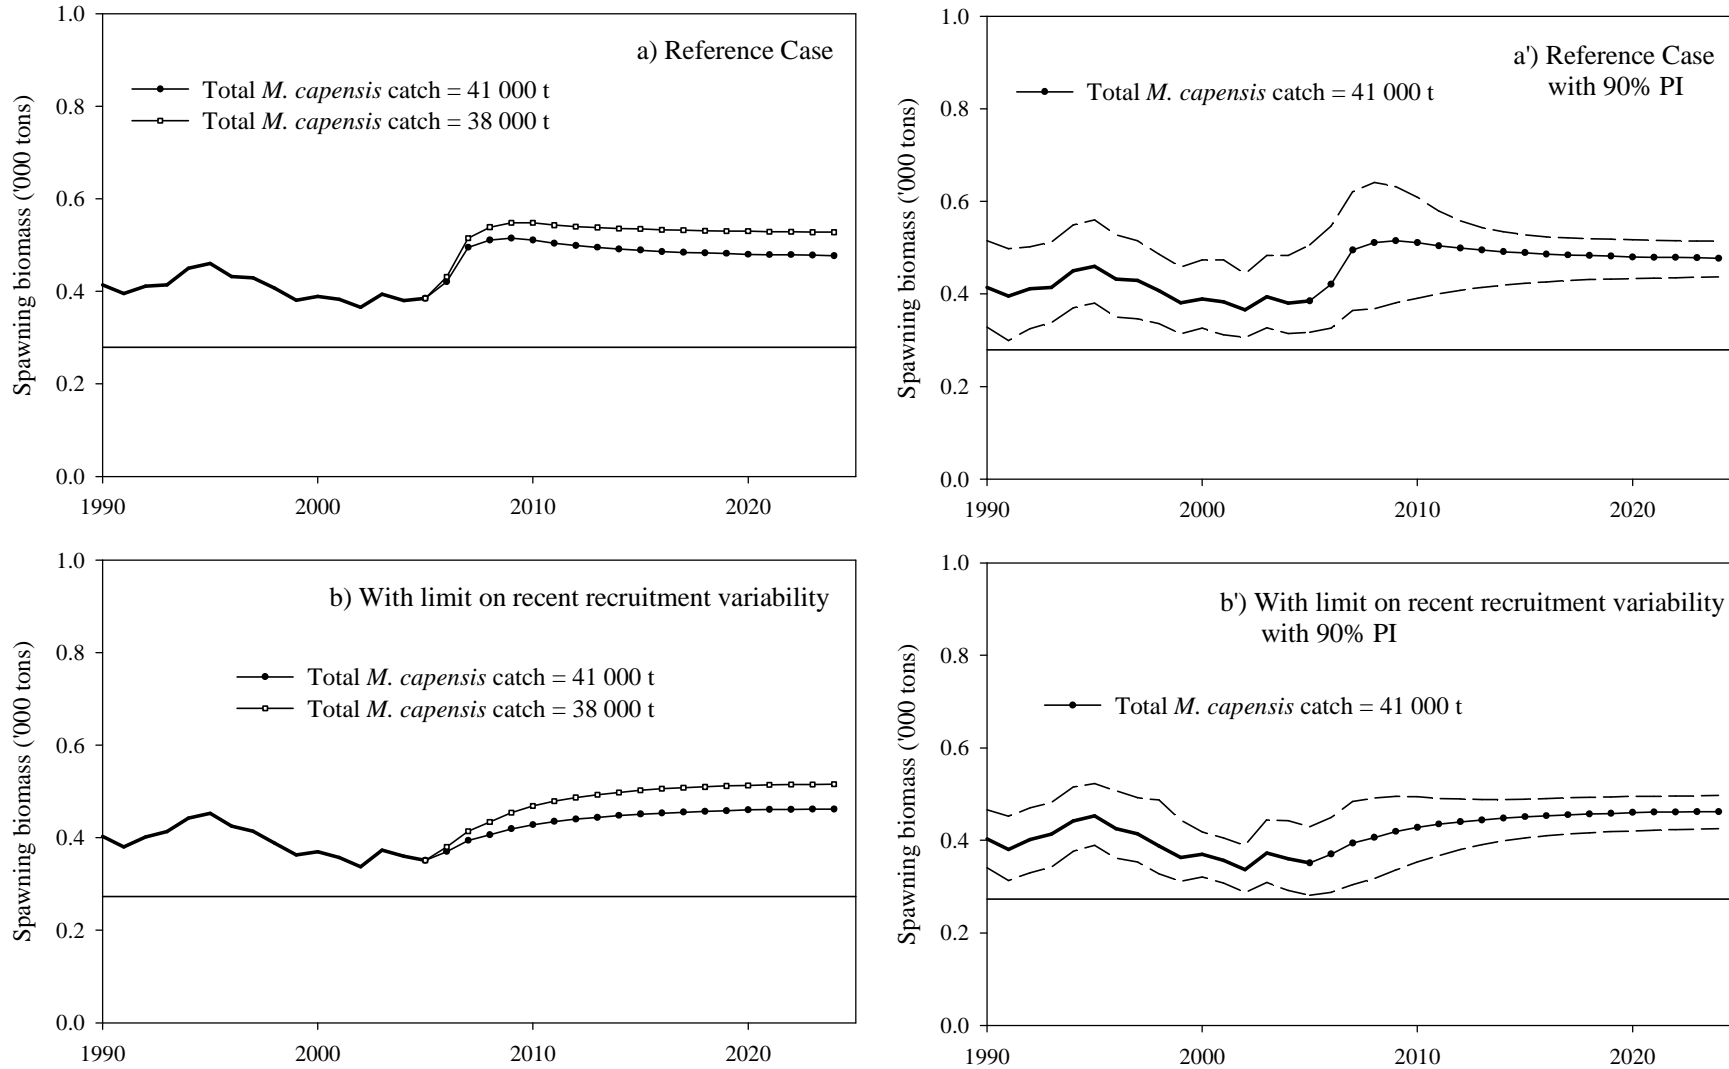 a) Reference Case
Total M. capensis catch = 41 000 t
Total M. capensis catch = 38 000 t
Spawning biomass ('000 tons)
1.0
0.8
0.6
0.4
0.2
0.0
1990 2000 2010 2020
a') Reference Case
with 90% PI
Total M. capensis catch = 41 000 t
Spawning biomass ('000 tons)
1.0
0.8
0.6
0.4
0.2
0.0
1990 2000 2010 2020
b) With limit on recent recruitment variability
Total M. capensis catch = 41 000 t
Total M. capensis catch = 38 000 t
Spawning biomass ('000 tons)
1.0
0.8
0.6
0.4
0.2
0.0
1990 2000 2010 2020
b') With limit on recent recruitment variability
with 90% PI
Total M. capensis catch = 41 000 t
Spawning biomass ('000 tons)
1.0
0.8
0.6
0.4
0.2
0.0
1990 2000 2010 2020